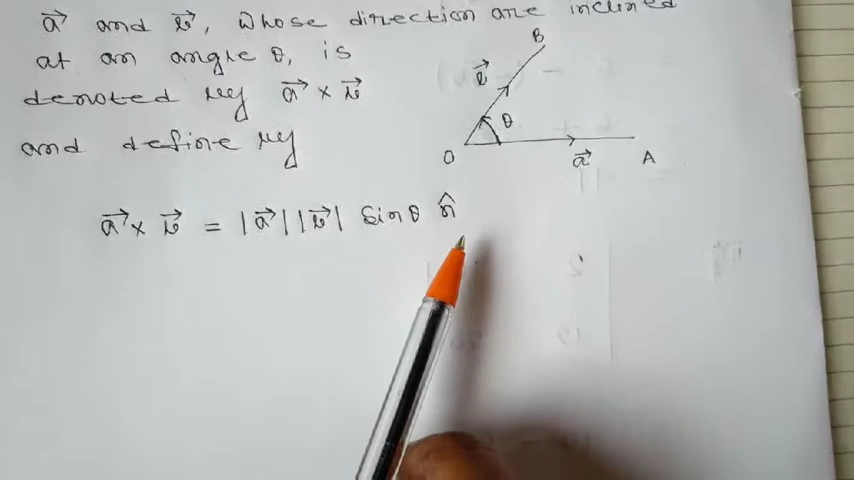 a⃗ and b⃗, whose direction are inclined
at an angle θ, is
denoted by a⃗ × b⃗
and define by
B
b⃗
θ
O
a⃗
A
a⃗ × b⃗ = |a⃗||b⃗| Sinθ n̂